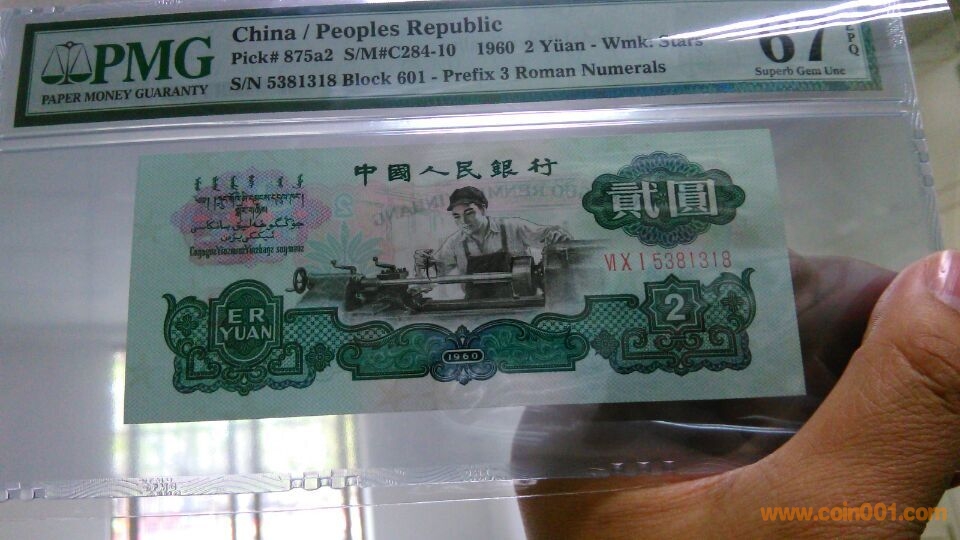 PMG
PAPER MONEY GUARANTY
China / Peoples Republic
Pick# 875a2 S/M#C284-10 1960 2 Yüan - Wmk: Stars
S/N 5381318 Block 601 - Prefix 3 Roman Numerals
67
EPQ
Superb Gem Unc
中國人民銀行
貳圓
VI X I 5381318
ER
YUAN
2
1960
www.coin001.com